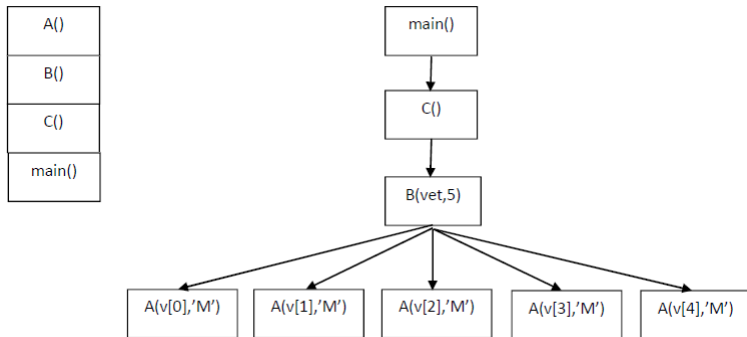 A()
B()
C()
main()
main()
C()
B(vet,5)
A(v[0],’M’)
A(v[1],’M’)
A(v[2],’M’)
A(v[3],’M’)
A(v[4],’M’)